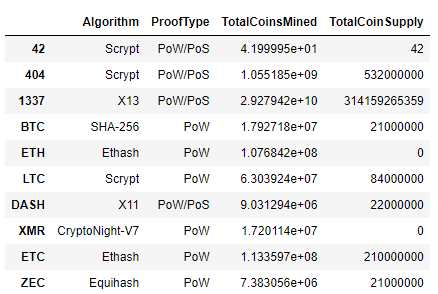 Algorithm ProofType TotalCoinsMined TotalCoinSupply
42 Scrypt PoW/PoS 4.199995e+01 42
404 Scrypt PoW/PoS 1.055185e+09 532000000
1337 X13 PoW/PoS 2.927942e+10 314159265359
BTC SHA-256 PoW 1.792718e+07 21000000
ETH Ethash PoW 1.076842e+08 0
LTC Scrypt PoW 6.303924e+07 84000000
DASH X11 PoW/PoS 9.031294e+06 22000000
XMR CryptoNight-V7 PoW 1.720114e+07 0
ETC Ethash PoW 1.133597e+08 210000000
ZEC Equihash PoW 7.383056e+06 21000000